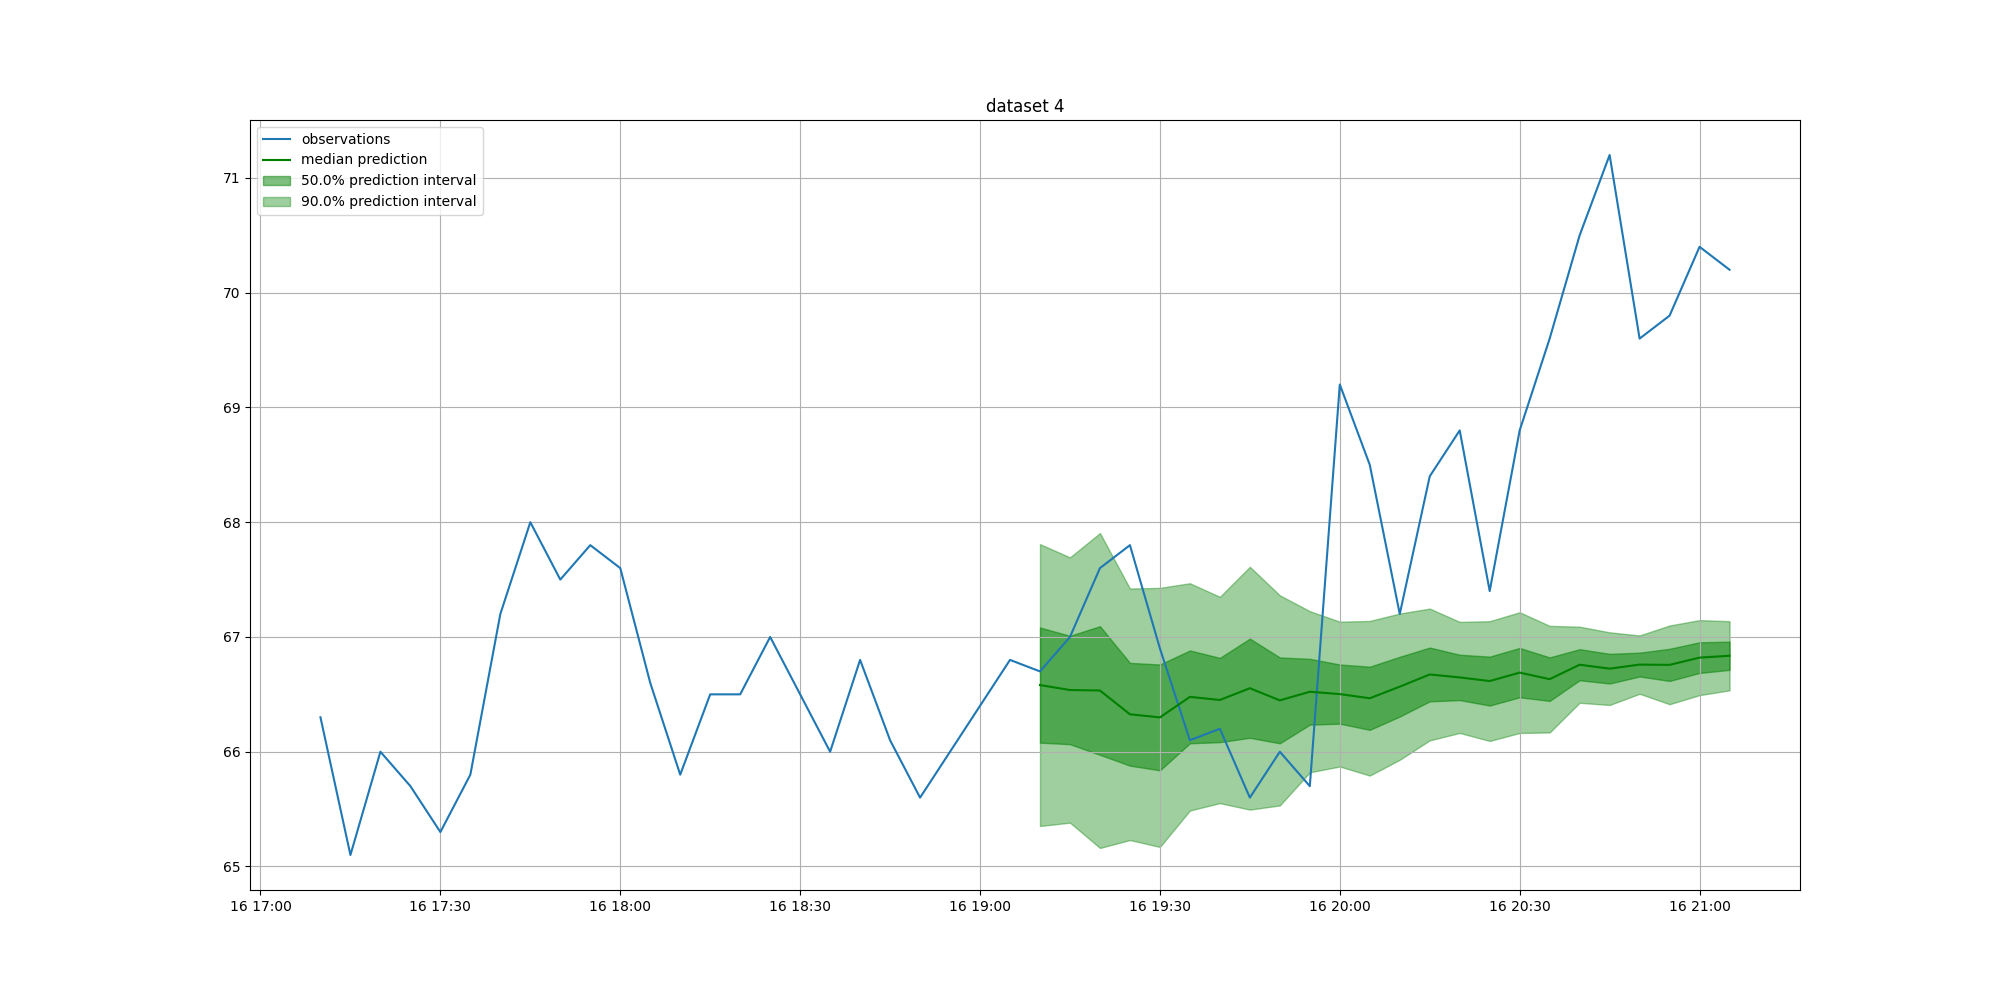 dataset 4
observations
median prediction
50.0% prediction interval
90.0% prediction interval
71
70
69
68
67
66
65
16 17:00 16 17:30 16 18:00 16 18:30 16 19:00 16 19:30 16 20:00 16 20:30 16 21:00